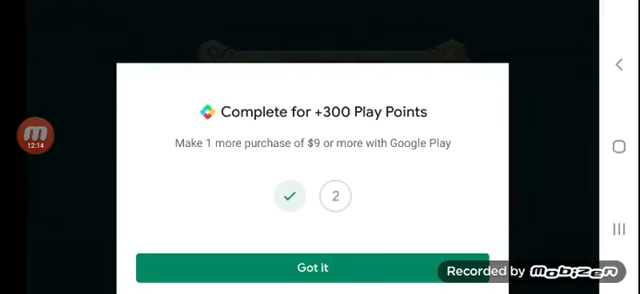 Complete for +300 Play Points
12:14
Make 1 more purchase of $9 or more with Google Play
2
Got it
Recorded by MOBIZEN